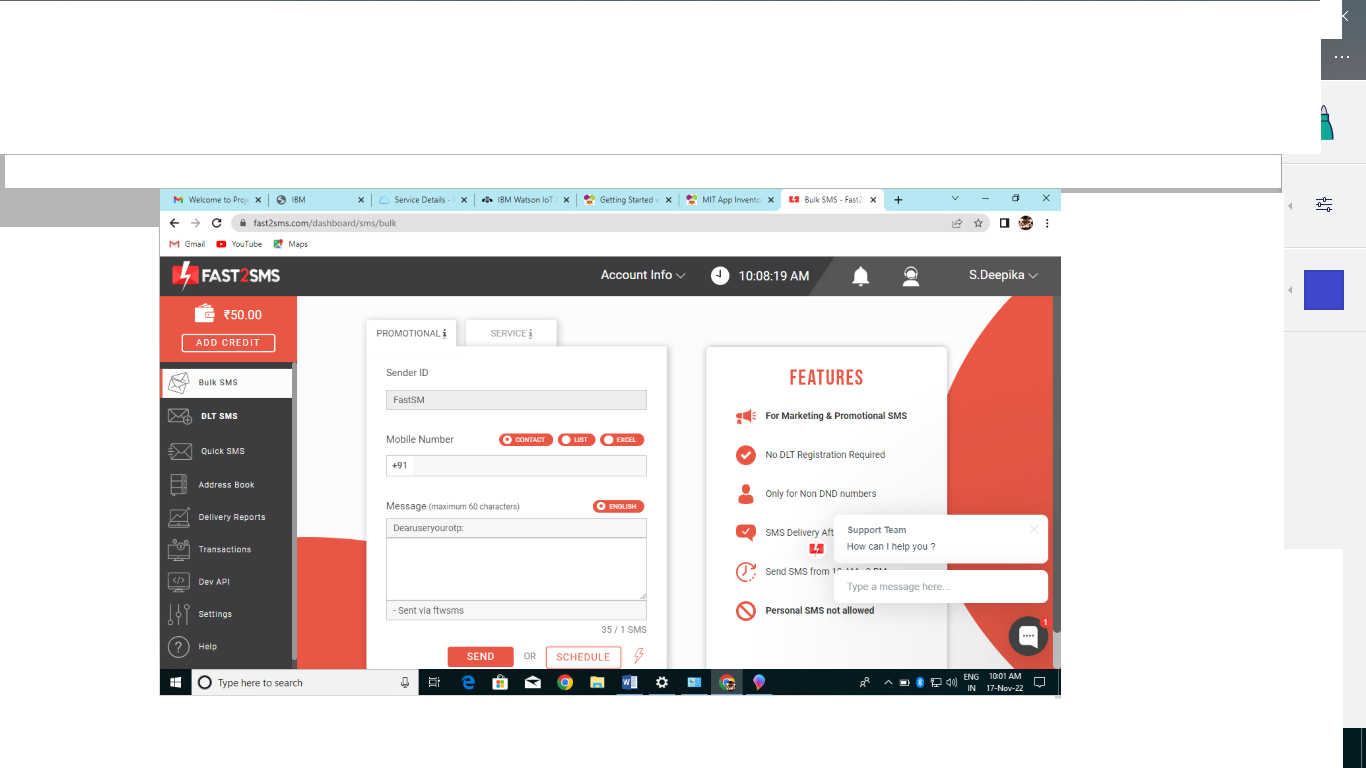 Welcome to Proj
IBM
Service Details -
IBM Watson IoT
Getting Started
MIT App Invento
Bulk SMS - Fast2
fast2sms.com/dashboard/sms/bulk
Gmail
YouTube
Maps
FAST2SMS
Account Info
10:08:19 AM
S.Deepika
₹50.00
ADD CREDIT
Bulk SMS
DLT SMS
Quick SMS
Address Book
Delivery Reports
Transactions
Dev API
Settings
Help
PROMOTIONAL
SERVICE
Sender ID
FastSM
Mobile Number
CONTACT
LIST
EXCEL
+91
Message (maximum 60 characters)
ENGLISH
Dearuseryourotp:
- Sent via ftwsms
35 / 1 SMS
SEND
OR
SCHEDULE
FEATURES
For Marketing & Promotional SMS
No DLT Registration Required
Only for Non DND numbers
SMS Delivery Aft
Send SMS from
Personal SMS not allowed
Support Team
How can I help you ?
Type a message here...
1
Type here to search
ENG
IN
10:01 AM
17-Nov-22